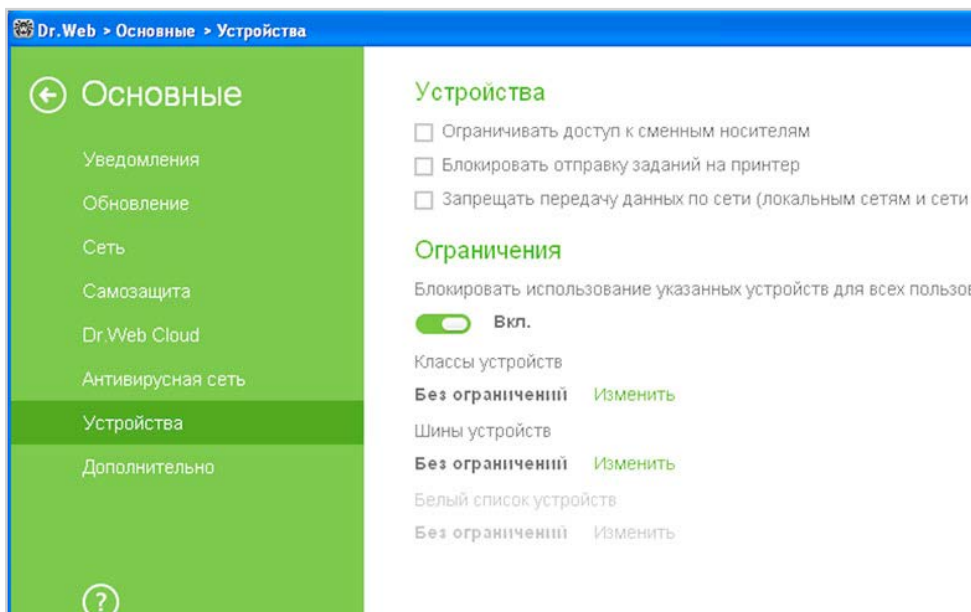 Dr.Web > Основные > Устройства
Основные
Уведомления
Обновление
Сеть
Самозащита
Dr.Web Cloud
Антивирусная сеть
Устройства
Дополнительно
?
Устройства
Ограничивать доступ к сменным носителям
Блокировать отправку заданий на принтер
Запрещать передачу данных по сети (локальным сетям и сети
Ограничения
Блокировать использование указанных устройств для всех пользов
Вкл.
Классы устройств
Без ограничений Изменить
Шины устройств
Без ограничений Изменить
Белый список устройств
Без ограничений Изменить